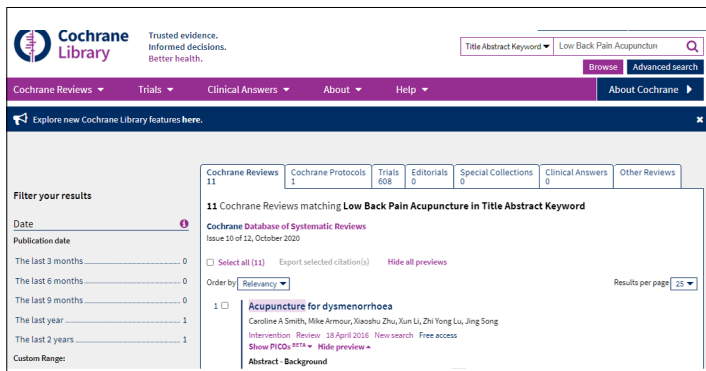 Cochrane
Library
Trusted evidence.
Informed decisions.
Better health.
Title Abstract Keyword
Low Back Pain Acupunctun
Browse
Advanced search
Cochrane Reviews
Trials
Clinical Answers
About
Help
About Cochrane
Explore new Cochrane Library features here.
Filter your results
Date
Publication date
The last 3 months 0
The last 6 months 0
The last 9 months 0
The last year 1
The last 2 years 1
Custom Range:
Cochrane Reviews
11
Cochrane Protocols
1
Trials
608
Editorials
0
Special Collections
0
Clinical Answers
0
Other Reviews
11 Cochrane Reviews matching Low Back Pain Acupuncture in Title Abstract Keyword
Cochrane Database of Systematic Reviews
Issue 10 of 12, October 2020
Select all (11) Export selected citation(s) Hide all previews
Order by Relevancy
Results per page 25
1 Acupuncture for dysmenorrhoea
Caroline A Smith, Mike Armour, Xiaoshu Zhu, Xun Li, Zhi Yong Lu, Jing Song
Intervention Review 18 April 2016 New search Free access
Show PICOs BETA Hide preview
Abstract - Background